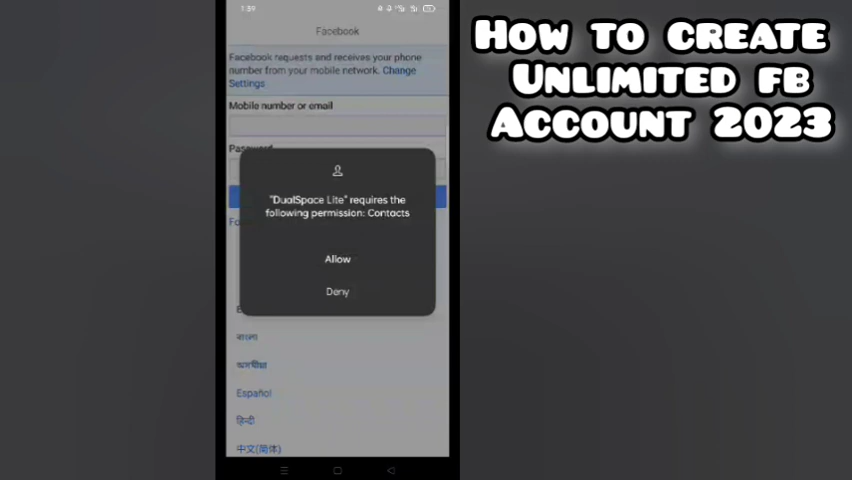 1:59
Facebook
How to create
Unlimited fb
Account 2023
Facebook requests and receives your phone
number from your mobile network. Change
Settings
Mobile number or email
Password
"DualSpace Lite" requires the
following permission: Contacts
Allow
Deny
বাংলা
অসমীয়া
Español
हिन्दी
中文(简体)